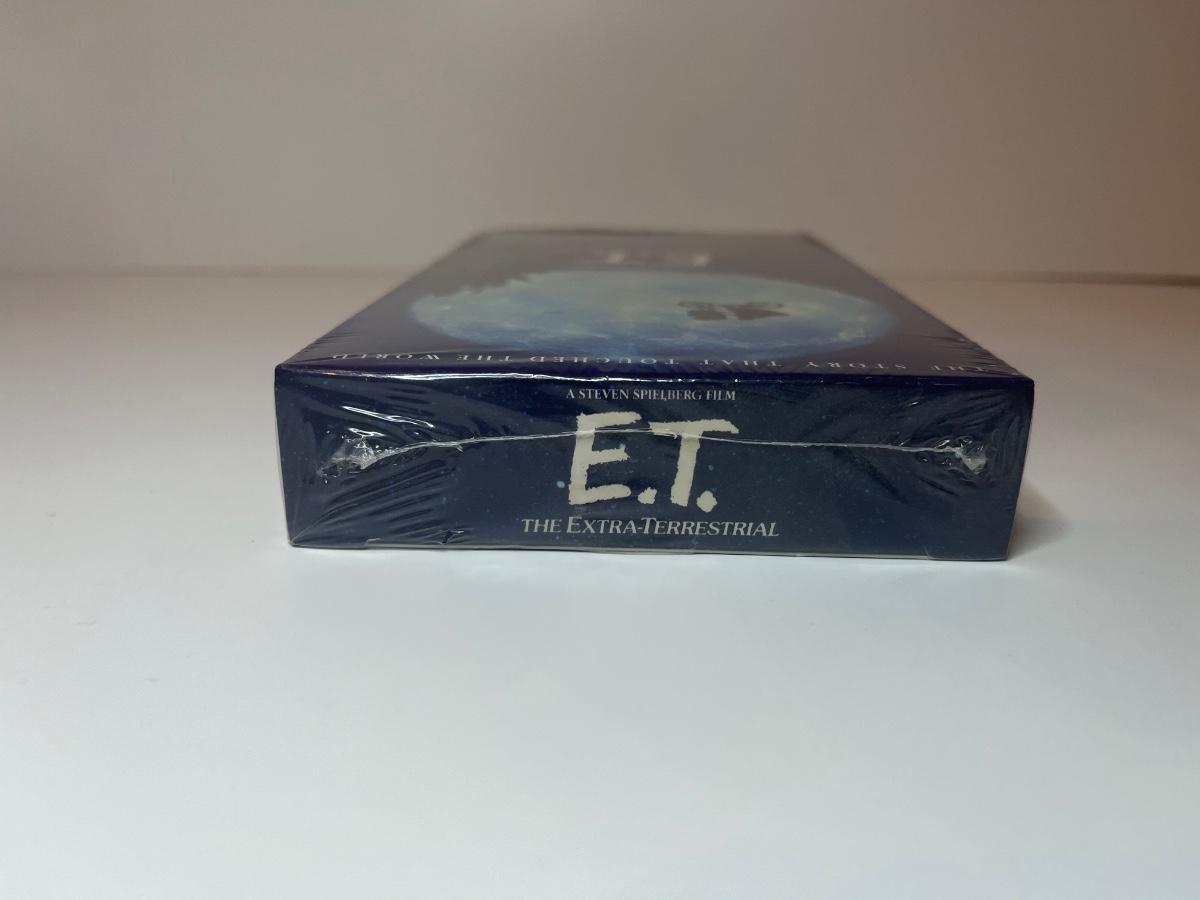 E.T.
THE STORY THAT TOUCHED THE WORLD
A STEVEN SPIELBERG FILM
E.T.
THE EXTRA-TERRESTRIAL